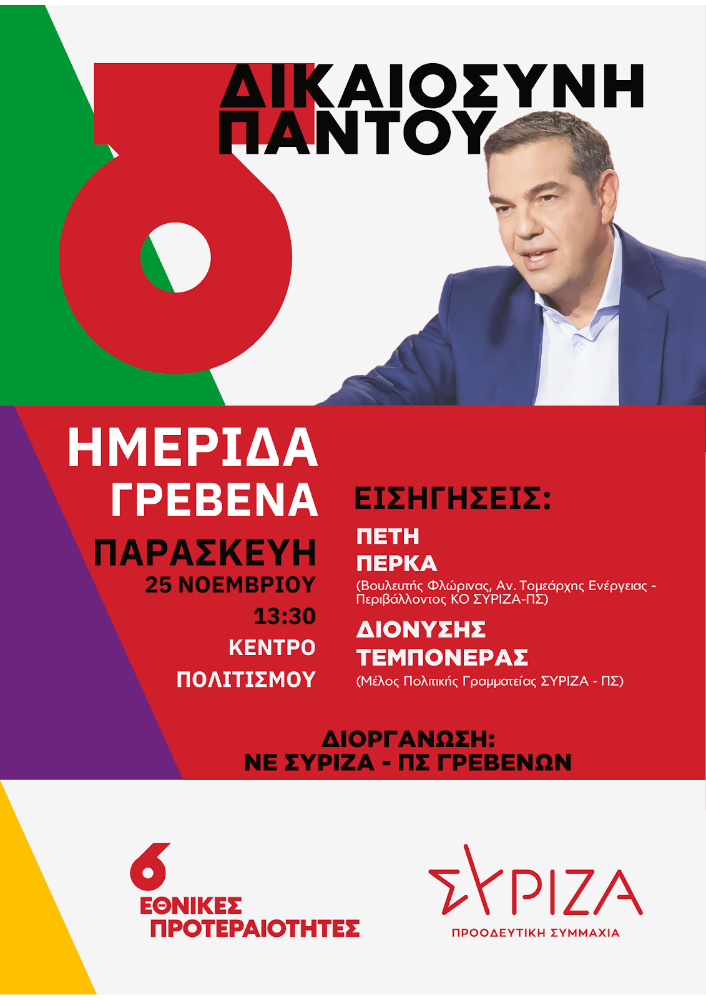 6
ΔΙΚΑΙΟΣΥΝΗ
ΠΑΝΤΟΥ
ΗΜΕΡΙΔΑ
ΓΡΕΒΕΝΑ
ΠΑΡΑΣΚΕΥΗ
25 ΝΟΕΜΒΡΙΟΥ
13:30
ΚΕΝΤΡΟ
ΠΟΛΙΤΙΣΜΟΥ
ΕΙΣΗΓΗΣΕΙΣ:
ΠΕΤΗ
ΠΕΡΚΑ
(Βουλευτής Φλώρινας, Αν. Τομεάρχης Ενέργειας -
Περιβάλλοντος ΚΟ ΣΥΡΙΖΑ-ΠΣ)
ΔΙΟΝΥΣΗΣ
ΤΕΜΠΟΝΕΡΑΣ
(Μέλος Πολιτικής Γραμματείας ΣΥΡΙΖΑ - ΠΣ)
ΔΙΟΡΓΑΝΩΣΗ:
ΝΕ ΣΥΡΙΖΑ - ΠΣ ΓΡΕΒΕΝΩΝ
6
ΕΘΝΙΚΕΣ
ΠΡΟΤΕΡΑΙΟΤΗΤΕΣ
ΣΥΡΙΖΑ
ΠΡΟΟΔΕΥΤΙΚΗ ΣΥΜΜΑΧΙΑ